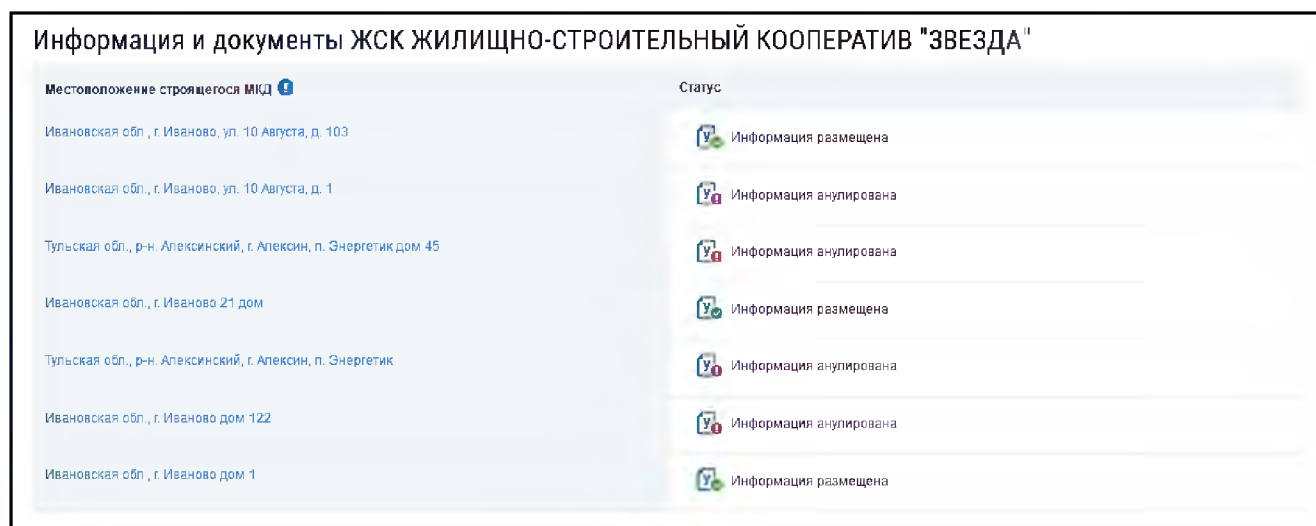 Информация и документы ЖСК ЖИЛИЩНО-СТРОИТЕЛЬНЫЙ КООПЕРАТИВ "ЗВЕЗДА"
Местоположение строящегося МКД Статус
Ивановская обл., г. Иваново, ул. 10 Августа, д. 103 Информация размещена
Ивановская обл., г. Иваново, ул. 10 Августа, д. 1 Информация анулирована
Тульская обл., р-н. Алексинский, г. Алексин, п. Энергетик дом 45 Информация анулирована
Ивановская обл., г. Иваново 21 дом Информация размещена
Тульская обл., р-н. Алексинский, г. Алексин, п. Энергетик Информация анулирована
Ивановская обл., г. Иваново дом 122 Информация анулирована
Ивановская обл., г. Иваново дом 1 Информация размещена